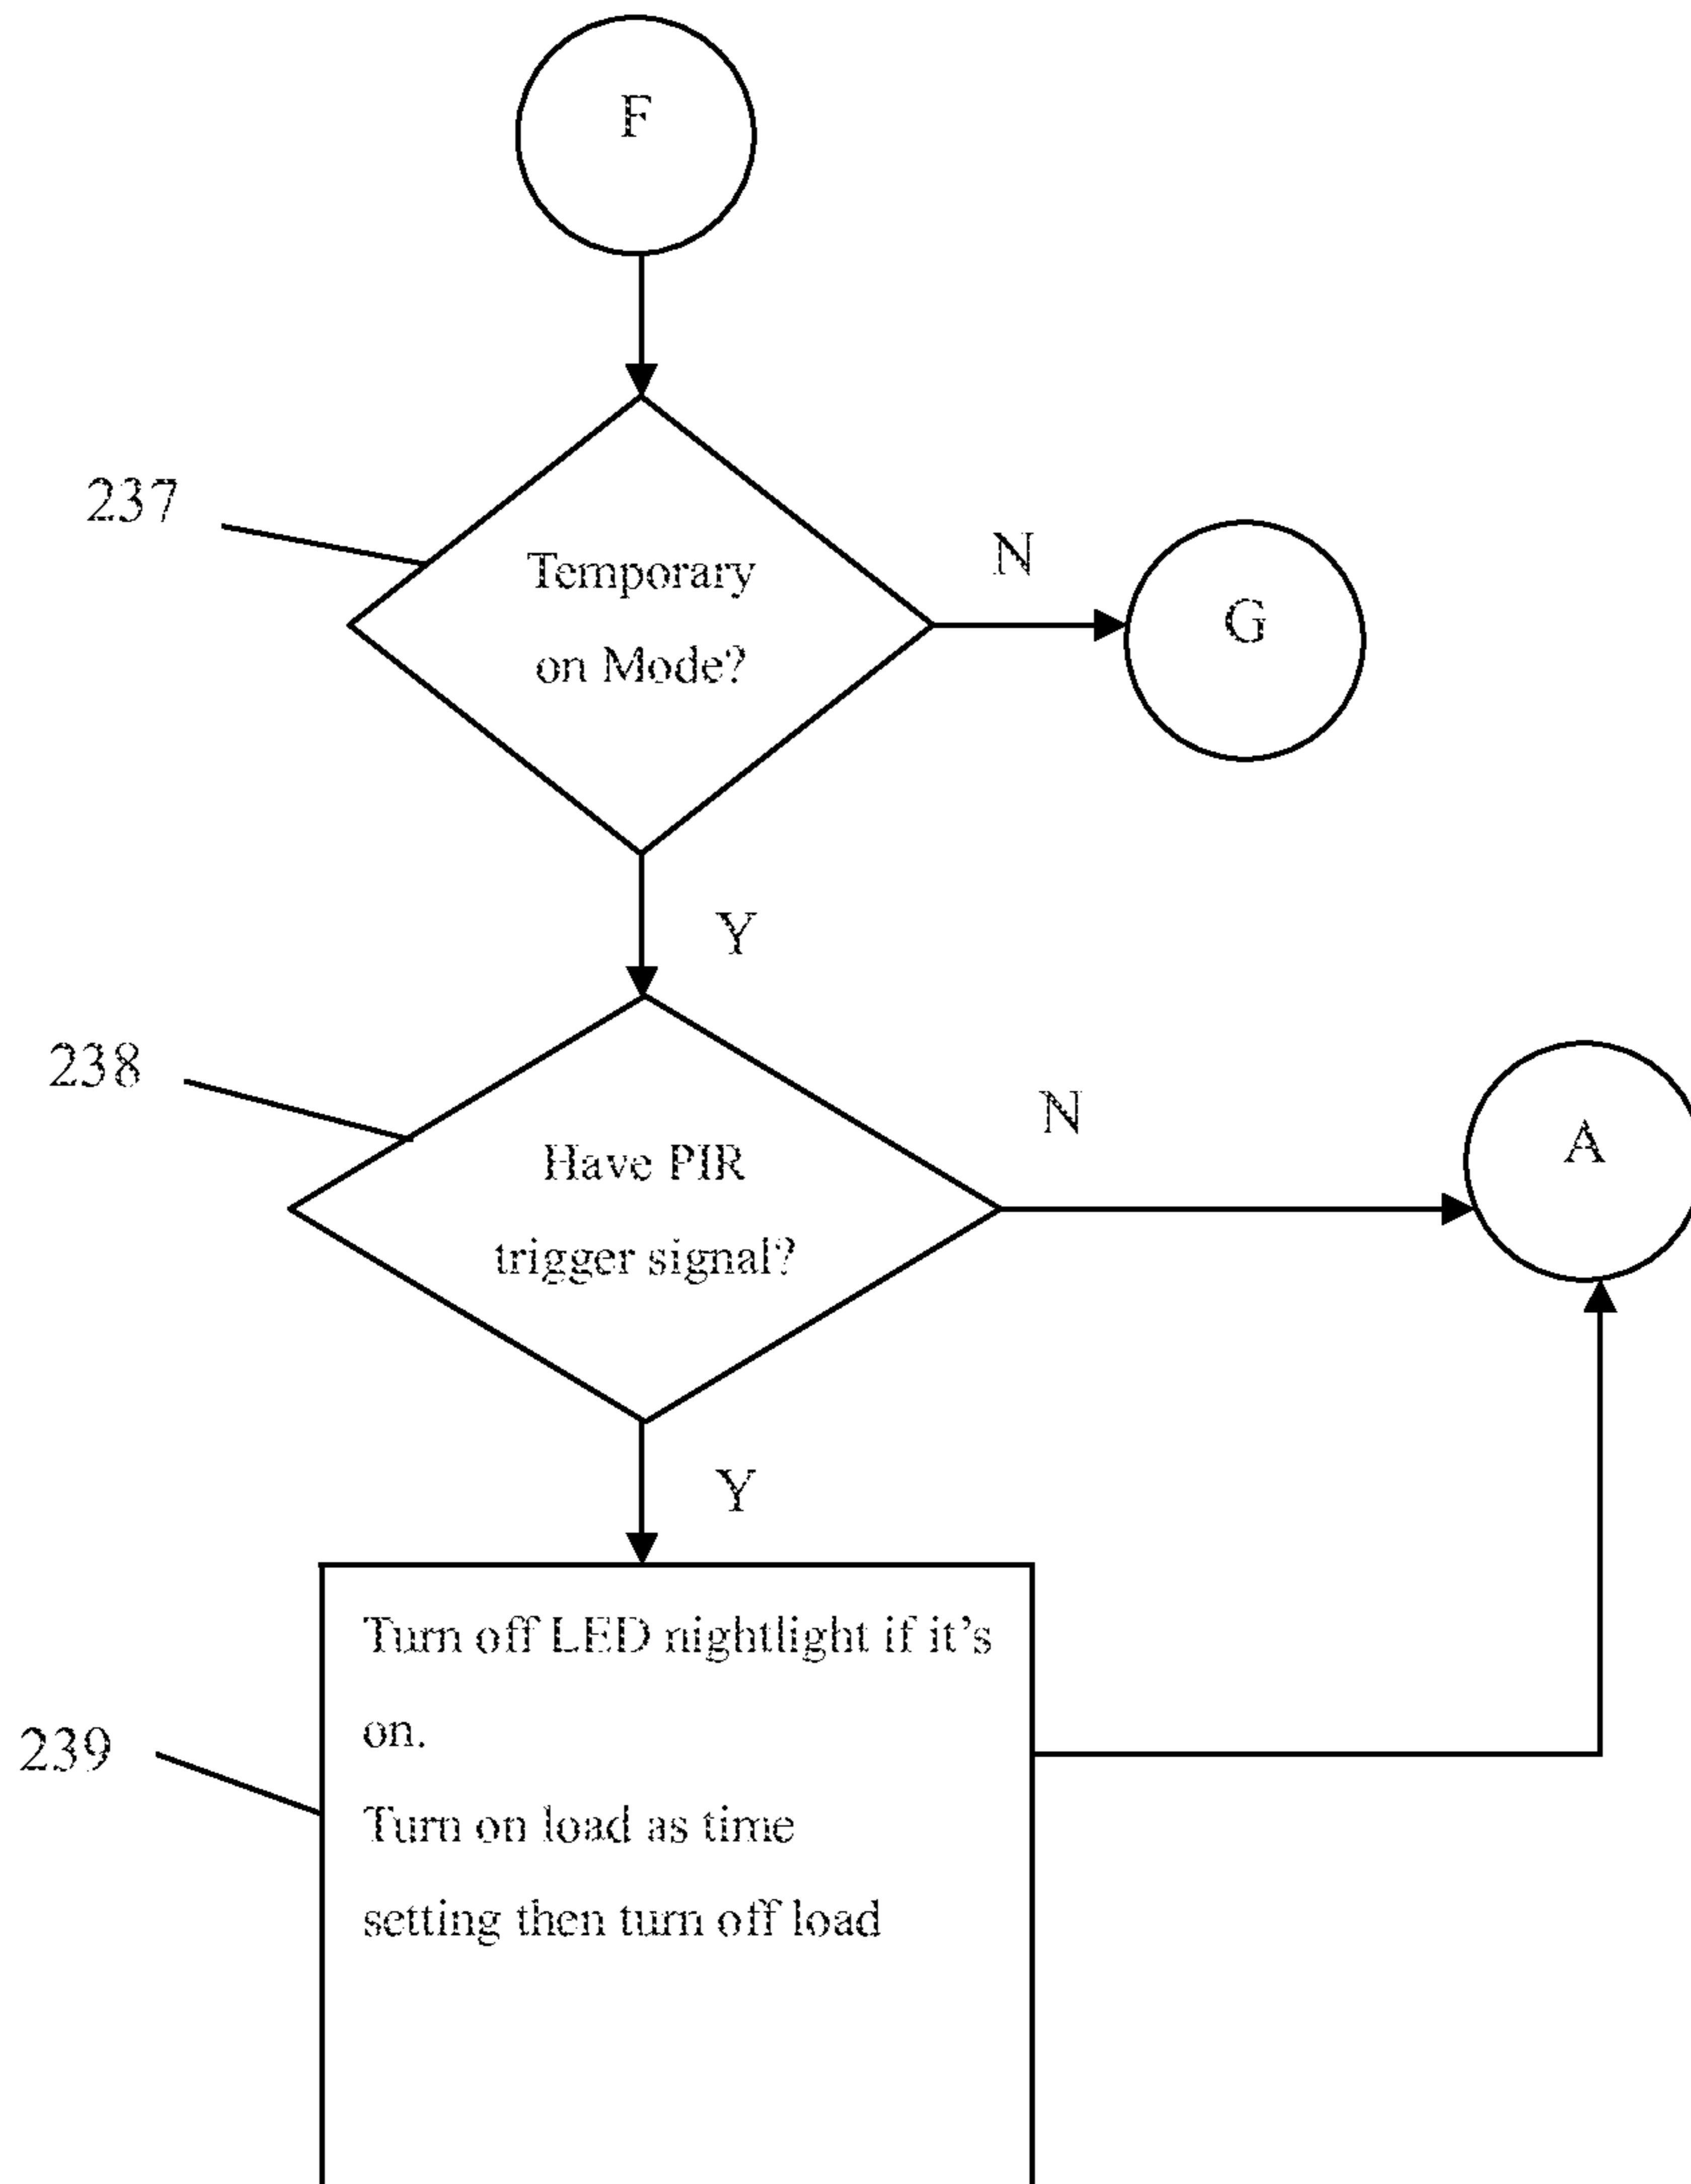 F
237
Temporary
on Mode?
N
G
Y
238
Have PIR
trigger signal?
N
A
Y
239
Turn off LED nightlight if it’s
on.
Turn on load as time
setting then turn off load